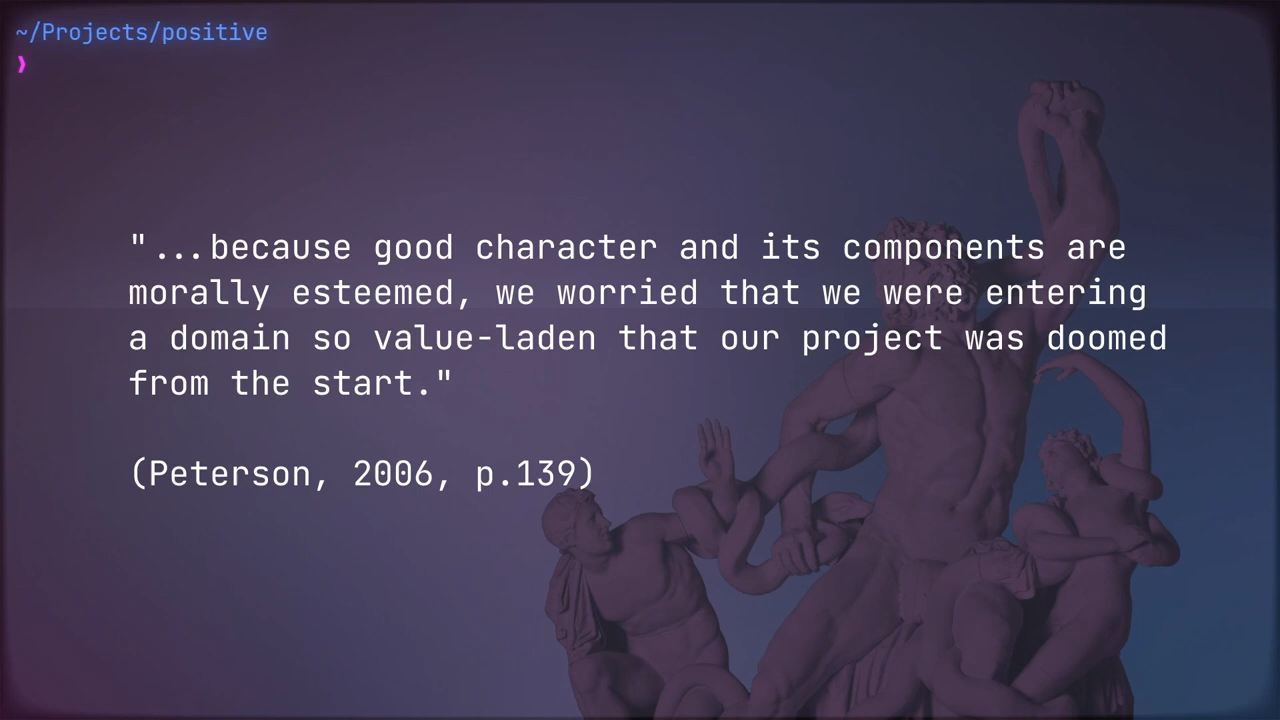 ~/Projects/positive
❯
"...because good character and its components are
morally esteemed, we worried that we were entering
a domain so value-laden that our project was doomed
from the start."
(Peterson, 2006, p.139)